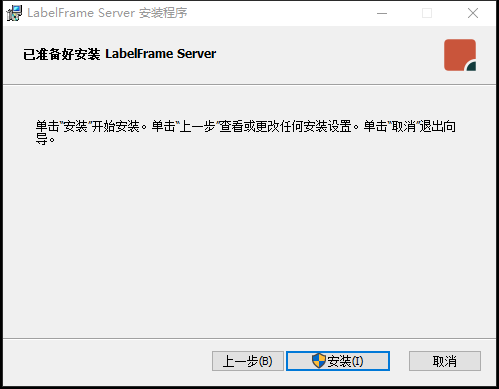 LabelFrame Server 安装程序
已准备好安装 LabelFrame Server
单击“安装”开始安装。单击“上一步”查看或更改任何安装设置。单击“取消”退出向
导。
上一步(B) 安装(I) 取消